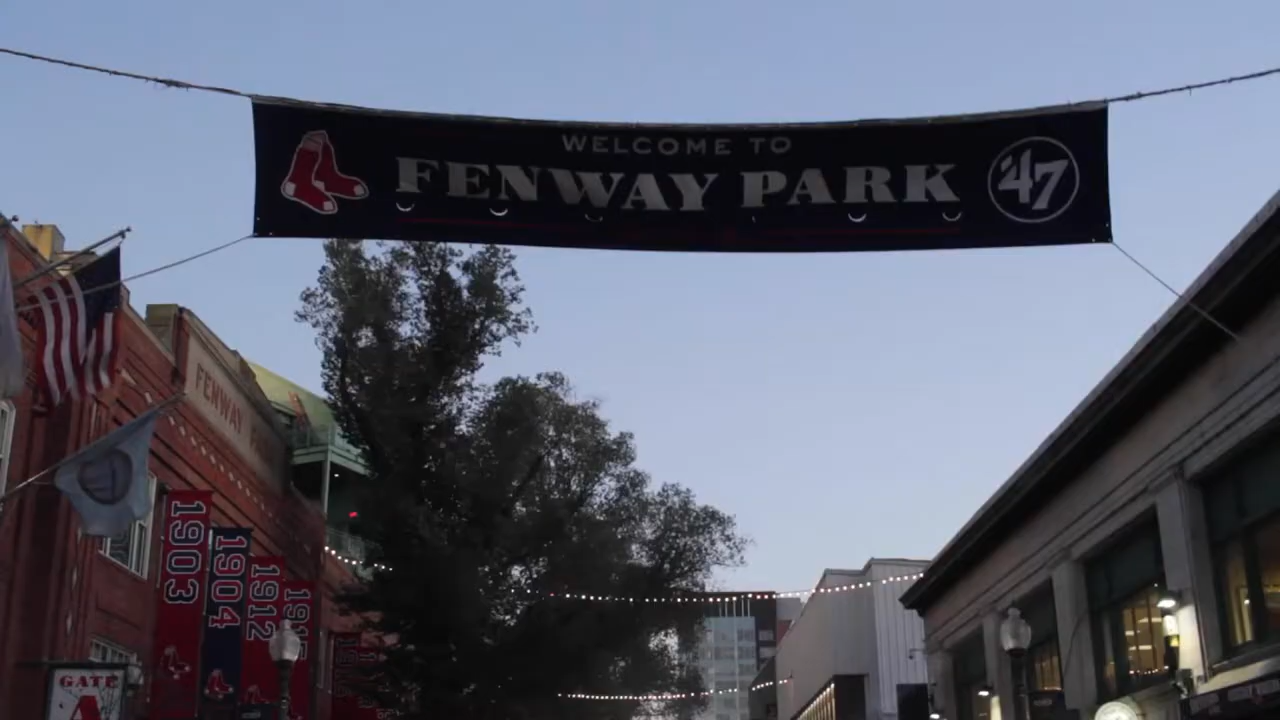 WELCOME TO
FENWAY PARK
'47
FENWAY
1903
1904
1912
GATE
A